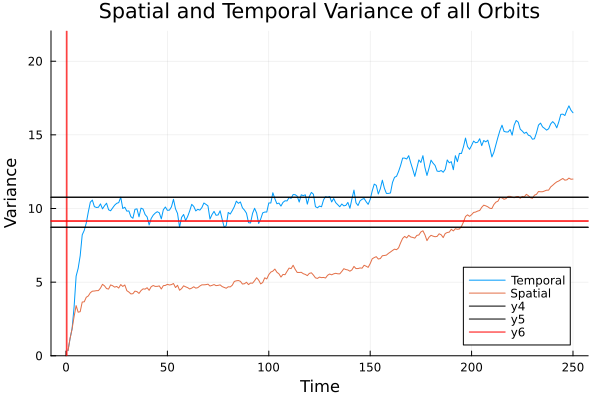 Spatial and Temporal Variance of all Orbits
Variance
20
15
10
5
0
Temporal
Spatial
y4
y5
y6
0 50 100 150 200 250
Time